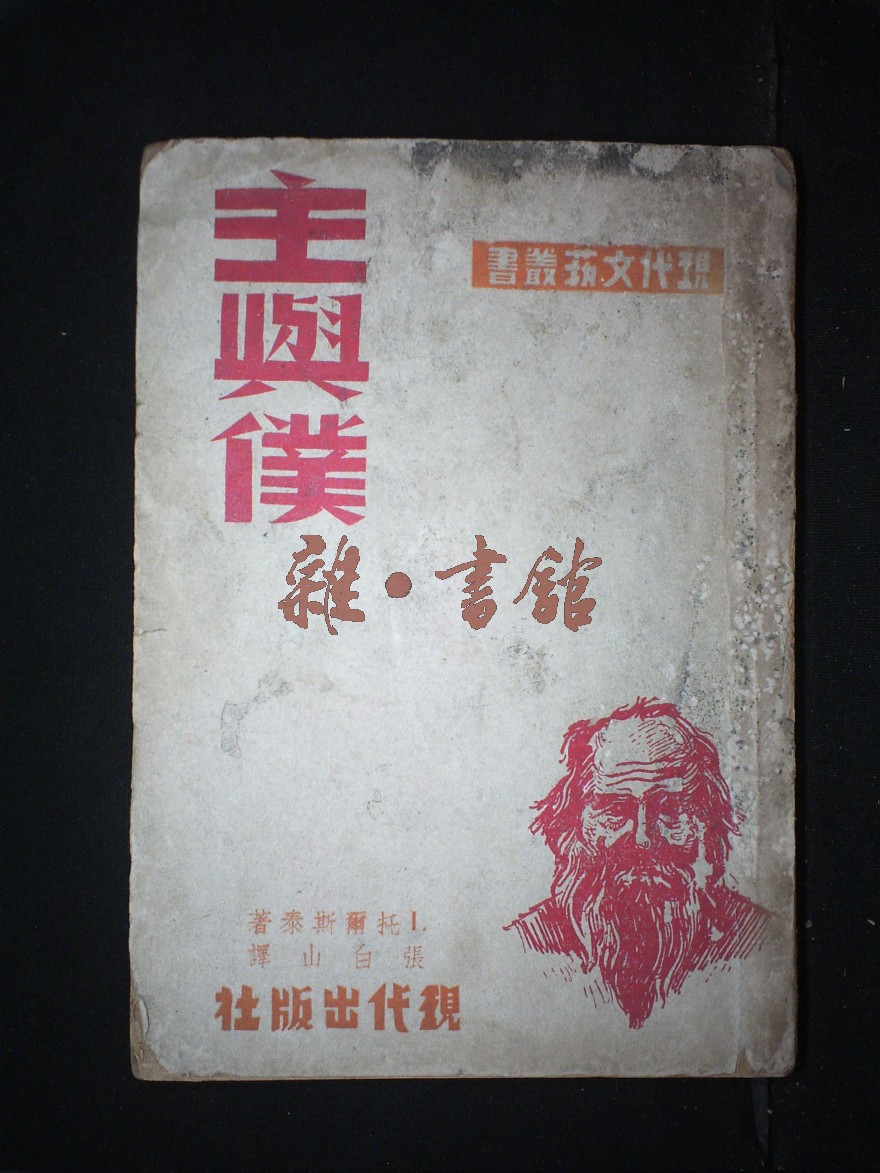 主與僕
現代文藝叢書
雜·書館
L托爾斯泰著
張白山譯
現代出版社